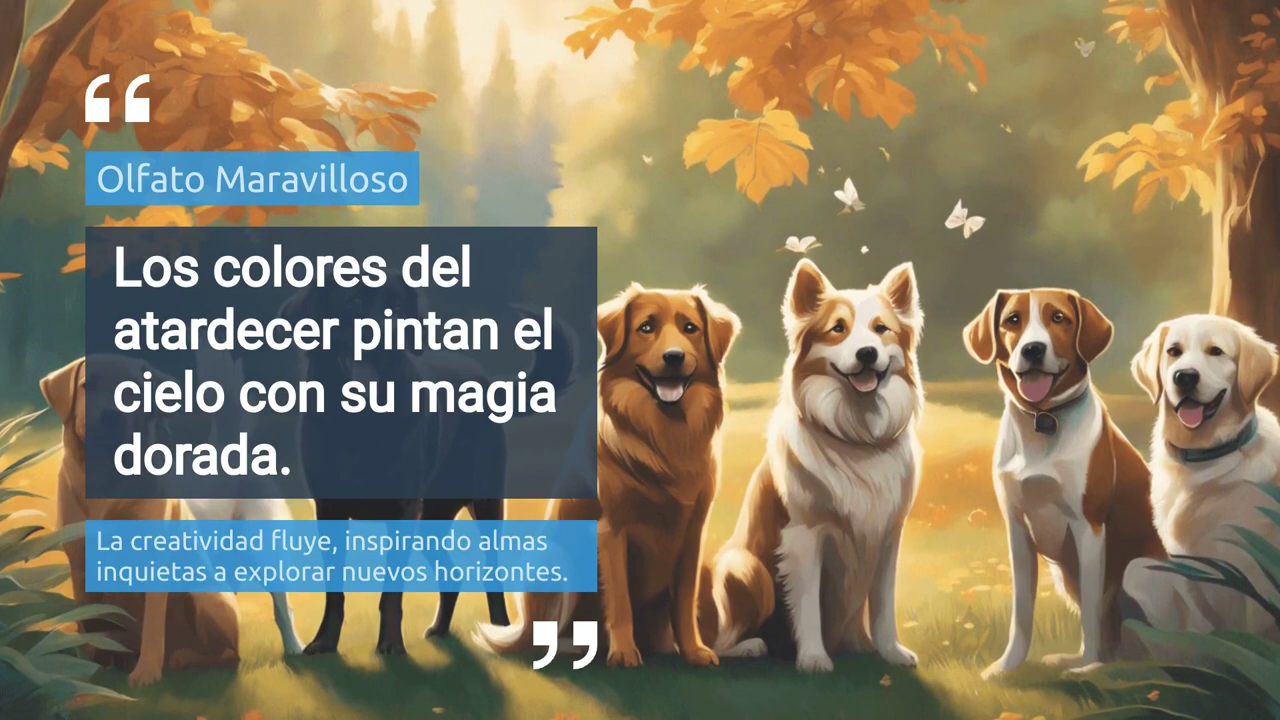 Olfato Maravilloso
Los colores del
atardecer pintan el
cielo con su magia
dorada.
La creatividad fluye, inspirando almas
inquietas a explorar nuevos horizontes.